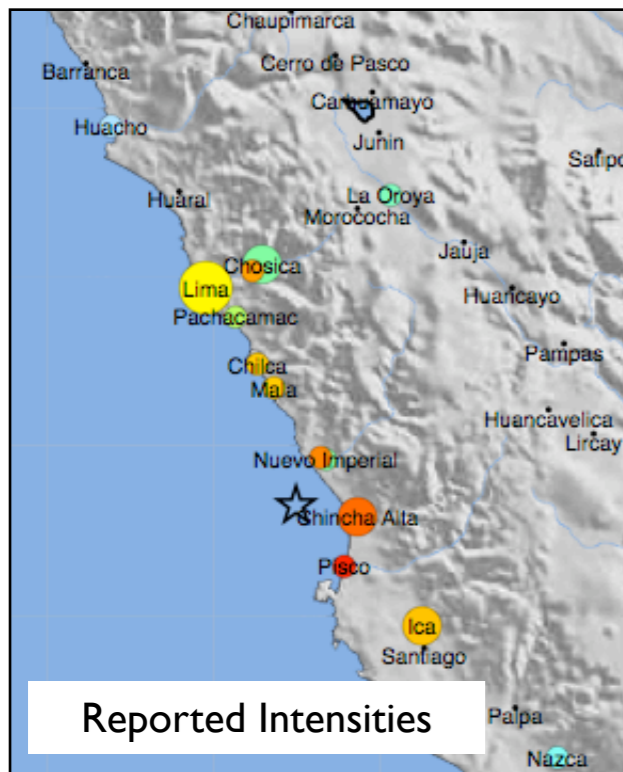 Chaupimarca
Cerro de Pasco
Barranca
Carhuamayo
Huacho
Junin
Satipo
La Oroya
Huaral
Morococha
Jauja
Chosica
Lima
Huancayo
Pachacamac
Pampas
Chilca
Mala
Huancavelica
Lircay
Nuevo Imperial
Chincha Alta
Pisco
Ica
Santiago
Reported Intensities
Palpa
Nazca